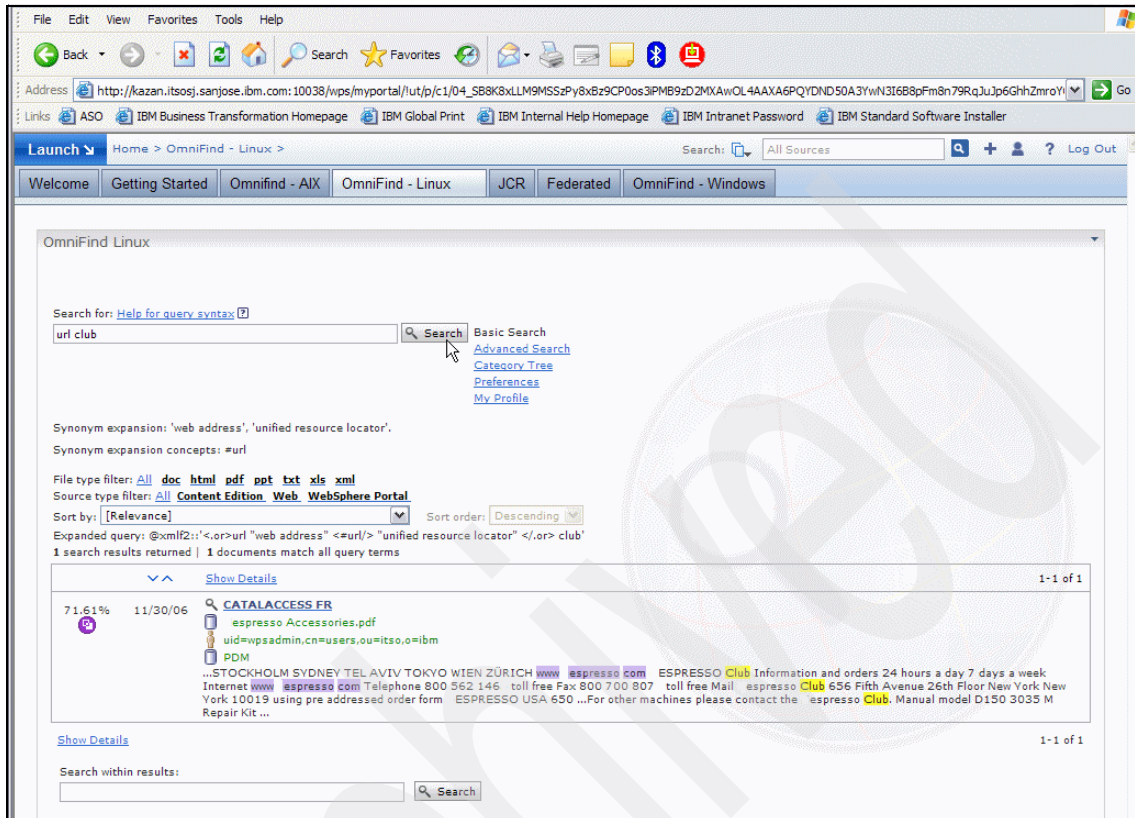 File Edit View Favorites Tools Help
Back Search Favorites
Address http://kazan.itsosj.sanjose.ibm.com:10038/wps/myportal/!ut/p/c1/ Go
Links ASO IBM Business Transformation Homepage IBM Global Print IBM Internal Help Homepage IBM Intranet Password IBM Standard Software Installer
Launch Home > OmniFind - Linux > Search: All Sources ? Log Out
Welcome Getting Started Omnifind - AIX OmniFind - Linux JCR Federated OmniFind - Windows
OmniFind Linux
Search for: Help for query syntax ?
url club Search Basic Search
Advanced Search
Category Tree
Preferences
My Profile
Synonym expansion: 'web address', 'unified resource locator'.
Synonym expansion concepts: #url
File type filter: All doc html pdf ppt txt xls xml
Source type filter: All Content Edition Web WebSphere Portal
Sort by: [Relevance] Sort order: Descending
Expanded query: @xmlf2::'<.or>url "web address" <#url/> "unified resource locator" </.or> club'
1 search results returned | 1 documents match all query terms
Show Details 1-1 of 1
71.61% 11/30/06 CATALACCESS FR
espresso Accessories.pdf
uid=wpsadmin,cn=users,ou=itso,o=ibm
PDM
...STOCKHOLM SYDNEY TEL AVIV TOKYO WIEN ZÜRICH www espresso com ESPRESSO Club Information and orders 24 hours a day 7 days a week
Internet www espresso com Telephone 800 562 146 toll free Fax 800 700 807 toll free Mail espresso Club 656 Fifth Avenue 26th Floor New York New
York 10019 using pre addressed order form ESPRESSO USA 650 ...For other machines please contact the espresso Club. Manual model D150 3035 M
Repair Kit ...
Show Details 1-1 of 1
Search within results:
Search